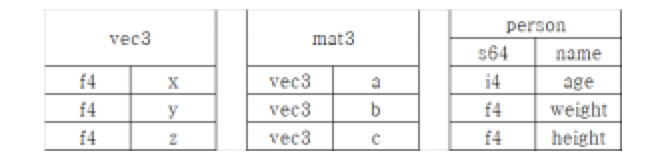 vec3 mat3 person
s64 name
f4 x vec3 a i4 age
f4 y vec3 b f4 weight
f4 z vec3 c f4 height